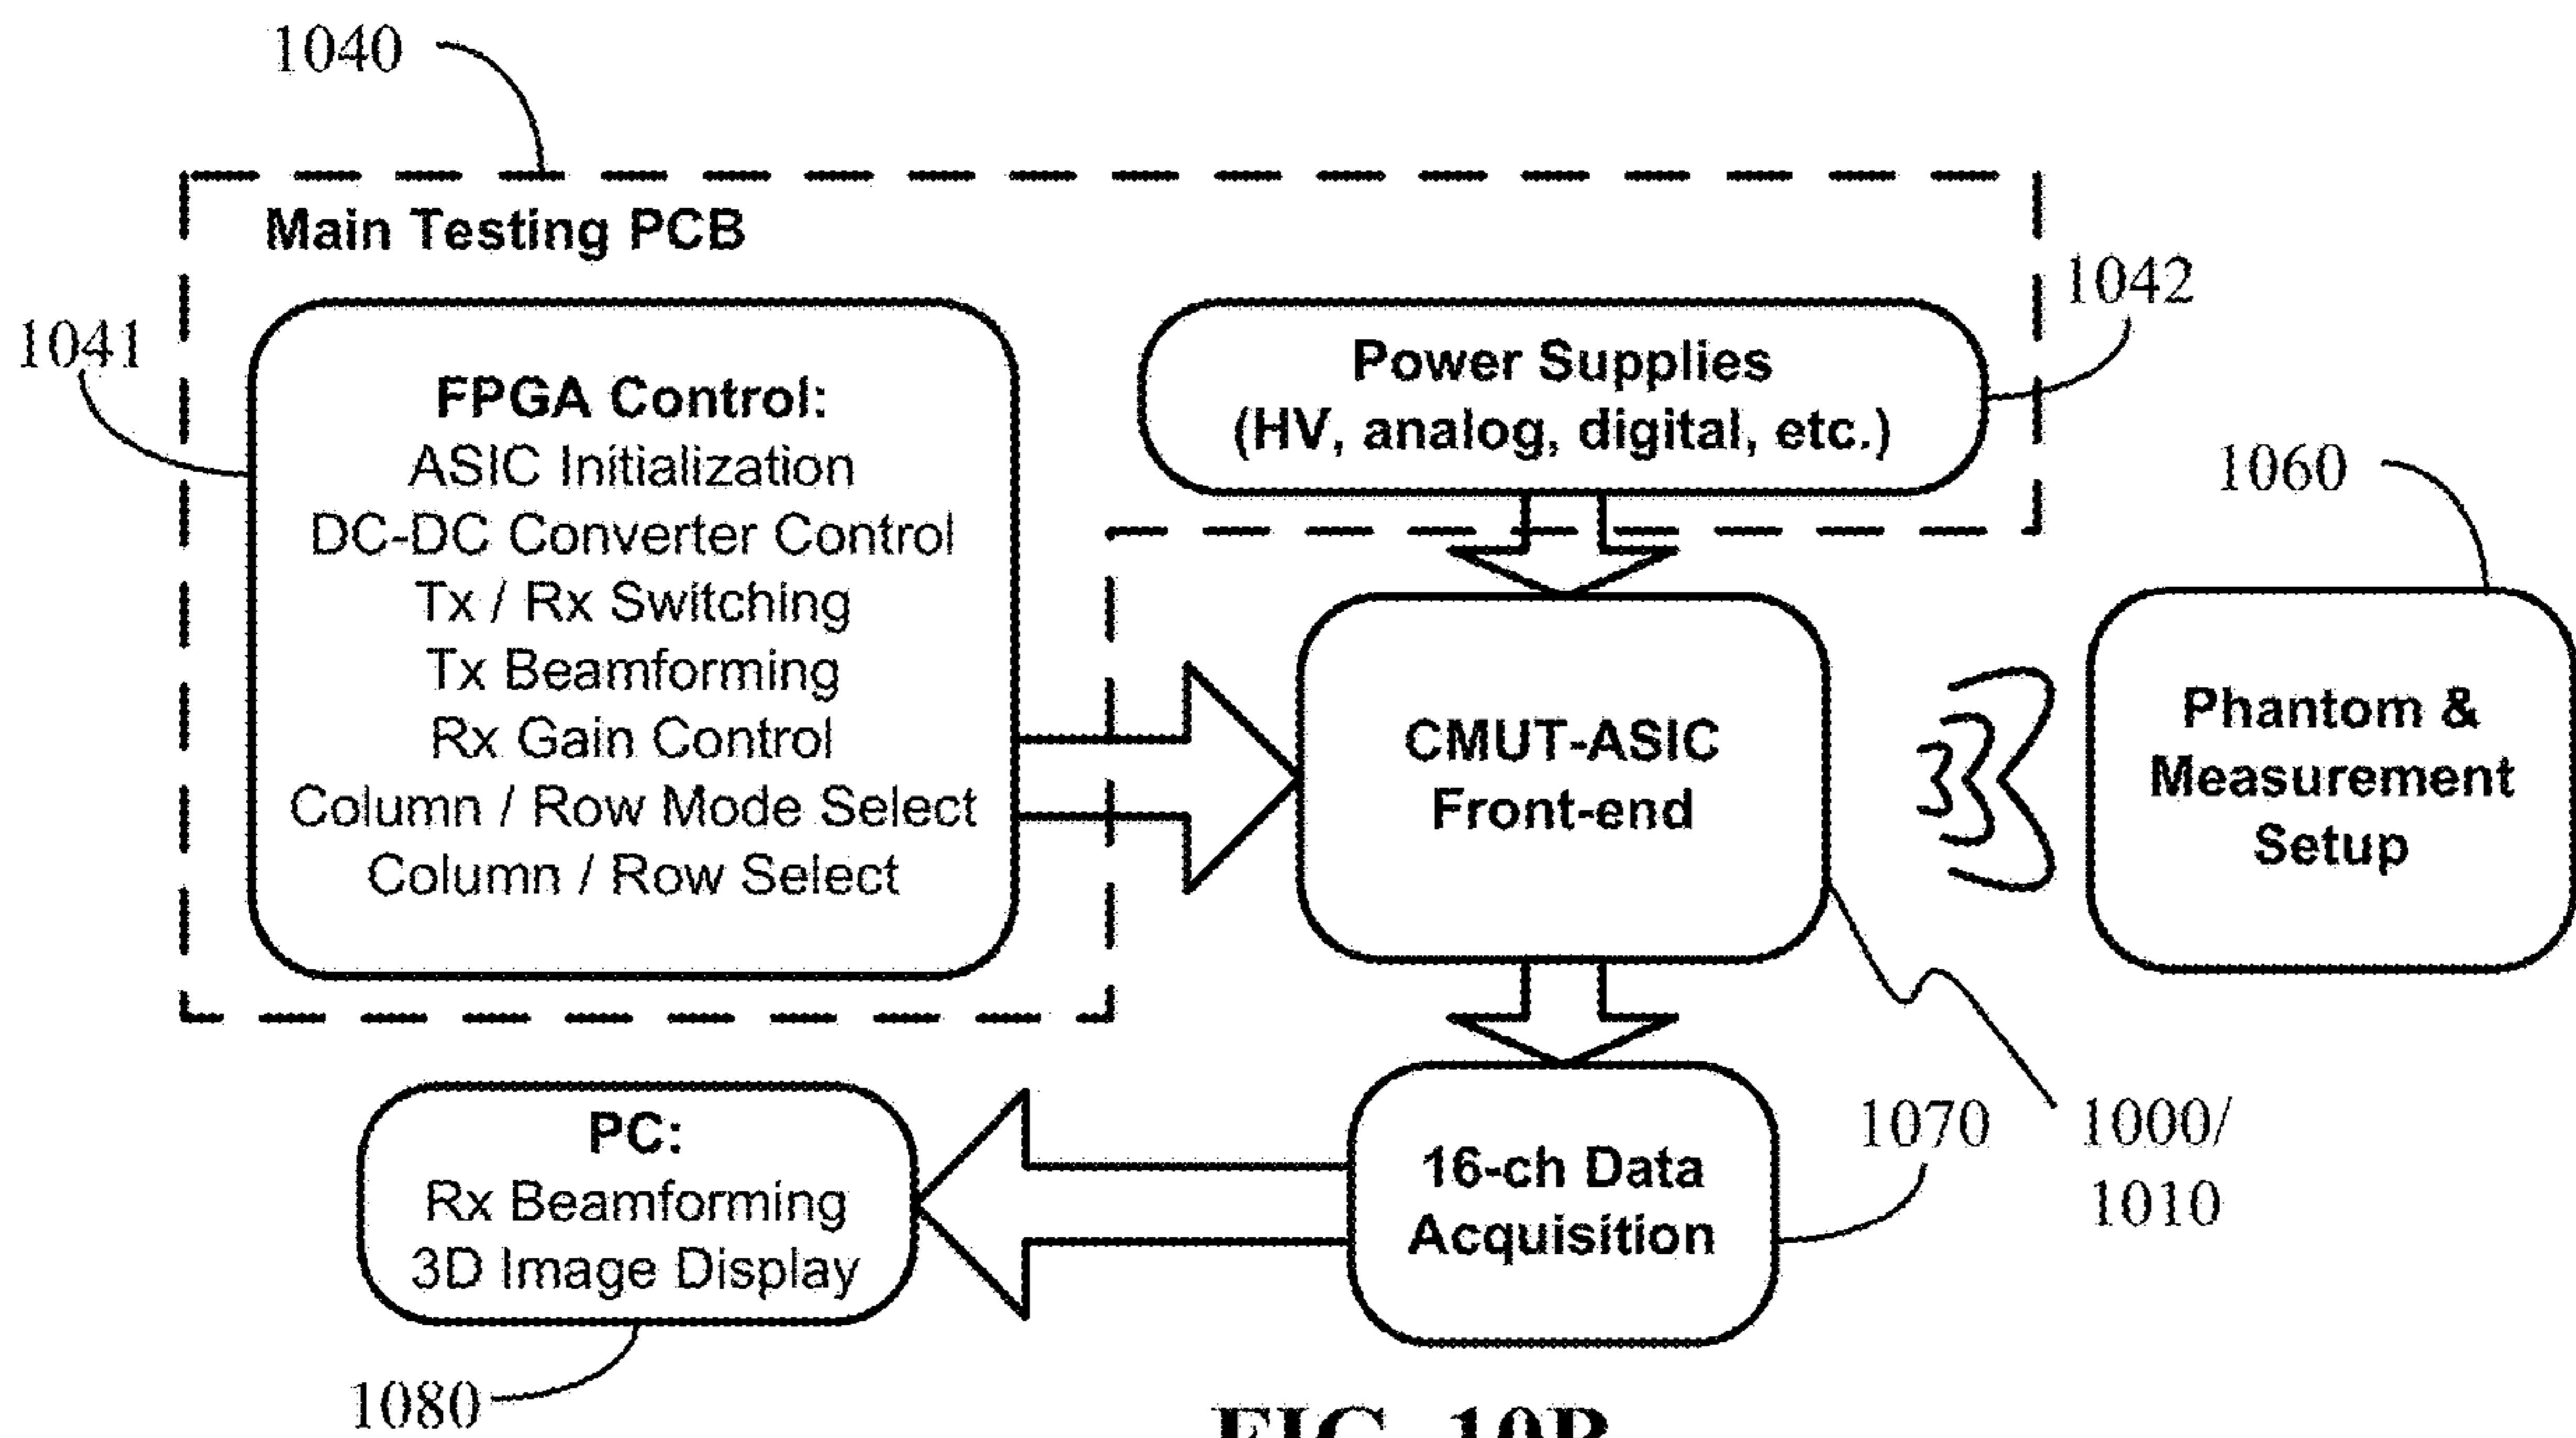 1040
Main Testing PCB
1041
FPGA Control:
ASIC Initialization
DC-DC Converter Control
Tx / Rx Switching
Tx Beamforming
Rx Gain Control
Column / Row Mode Select
Column / Row Select
Power Supplies
(HV, analog, digital, etc.)
1042
1060
CMUT-ASIC
Front-end
Phantom &
Measurement
Setup
PC:
Rx Beamforming
3D Image Display
1080
16-ch Data
Acquisition
1070
1000/
1010
FIG. 10B